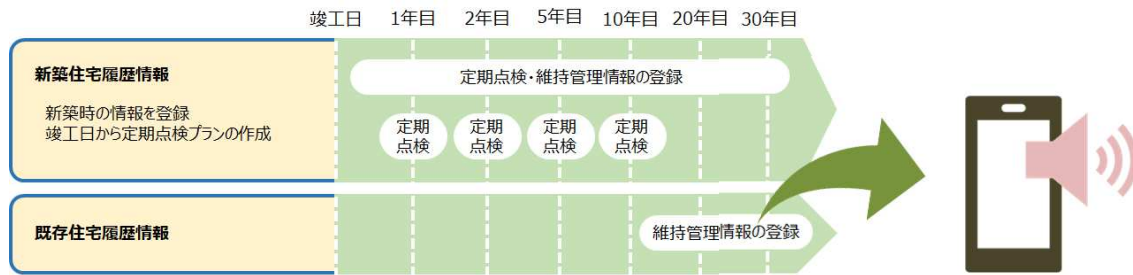 竣工日 1年目 2年目 5年目 10年目 20年目 30年目
新築住宅履歴情報
新築時の情報を登録
竣工日から定期点検プランの作成
定期点検・維持管理情報の登録
定期
点検
定期
点検
定期
点検
定期
点検
既存住宅履歴情報
維持管理情報の登録